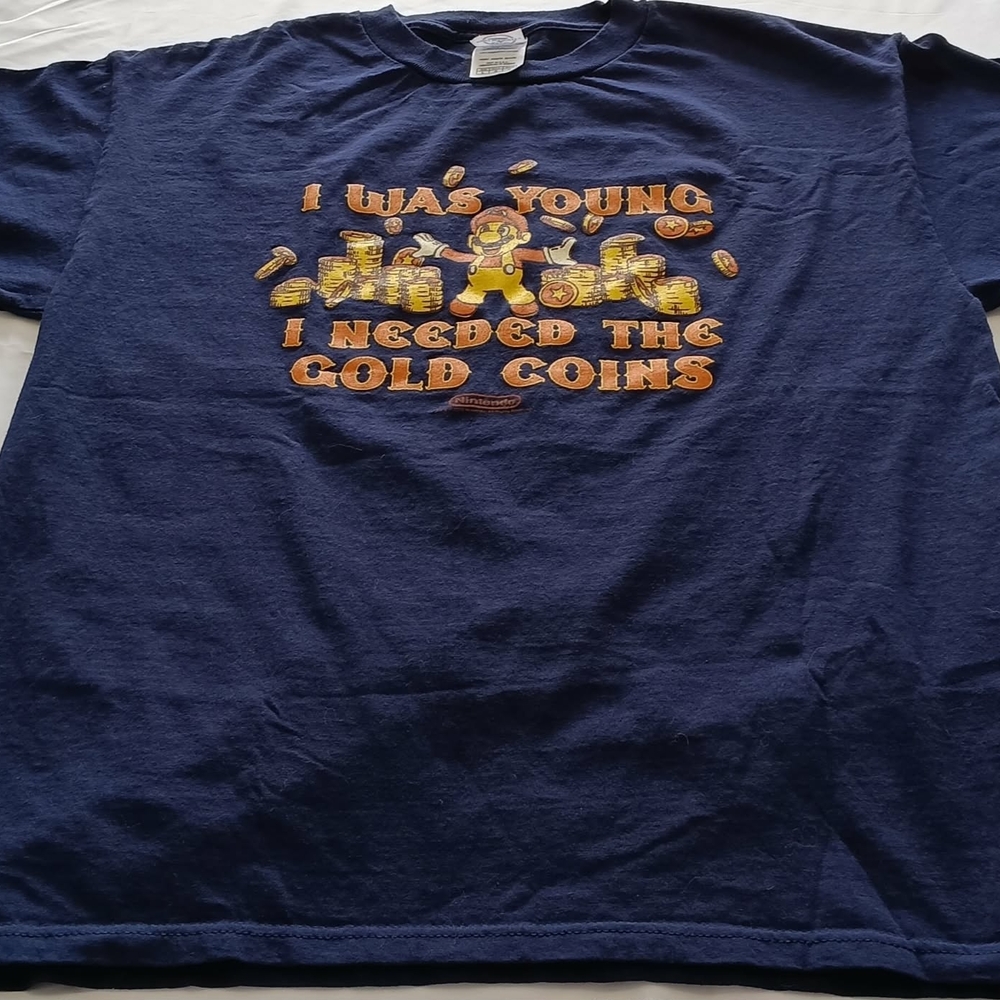 I WAS YOUNG
I NEEDED THE
GOLD COINS
Nintendo